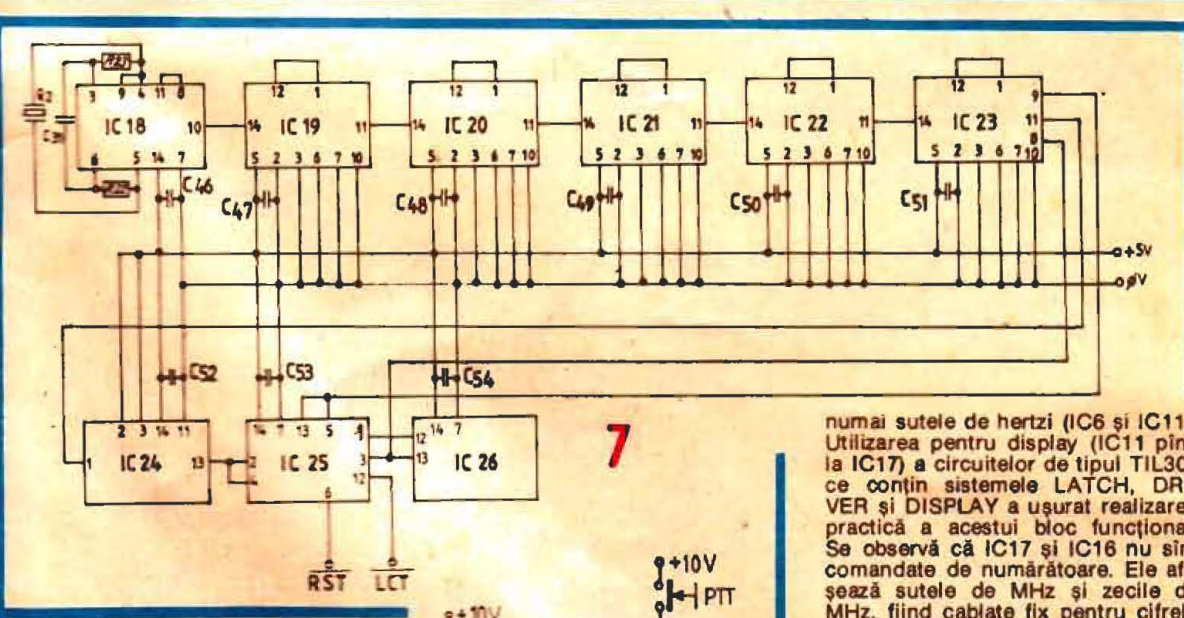 3 9 4 11 8
IC 18
10
6 5 14 7
C46
12 1
14 IC 19 11
5 2 3 6 7 10
C47
12 1
14 IC 20 11
5 2 3 6 7 10
C48
12 1
14 IC 21 11
5 2 3 6 7 10
C49
12 1
14 IC 22 11
5 2 3 6 7 10
C50
12 1
14 IC 23
9
11
8
5 2 3 6 7 10
C51
+5V
øV
C52
C53
C54
2 3 14 11
1 IC 24 13
14 7 13 5
2 IC 25
3
12
6
14 7
12
13 IC 26
RST
LCT
7
+10V
PTT
+10V
numai sutele de hertzi (IC6 și IC11
Utilizarea pentru display (IC11 pîn
la IC17) a circuitelor de tipul TIL30
ce conțin sistemele LATCH, DR
VER și DISPLAY a ușurat realizare
practică a acestui bloc funcționa
Se observă că IC17 și IC16 nu sîn
comandate de numărătoare. Ele af
șează sutele de MHz și zecile d
MHz, fiind cablate fix pentru cifrel